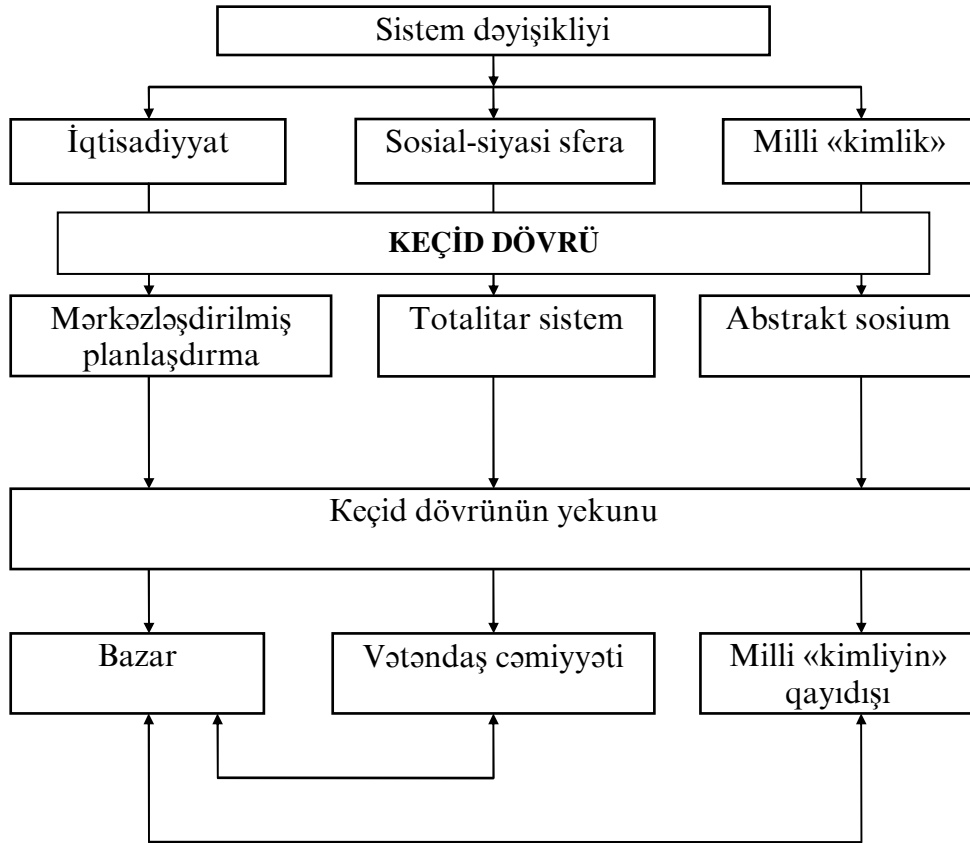 Sistem dəyişikliyi
İqtisadiyyat
Sosial-siyasi sfera
Milli «kimlik»
KEÇİD DÖVRÜ
Mərkəzləşdirilmiş
planlaşdırma
Totalitar sistem
Abstrakt sosium
Keçid dövrünün yekunu
Bazar
Vətəndaş cəmiyyəti
Milli «kimliyin»
qayıdışı